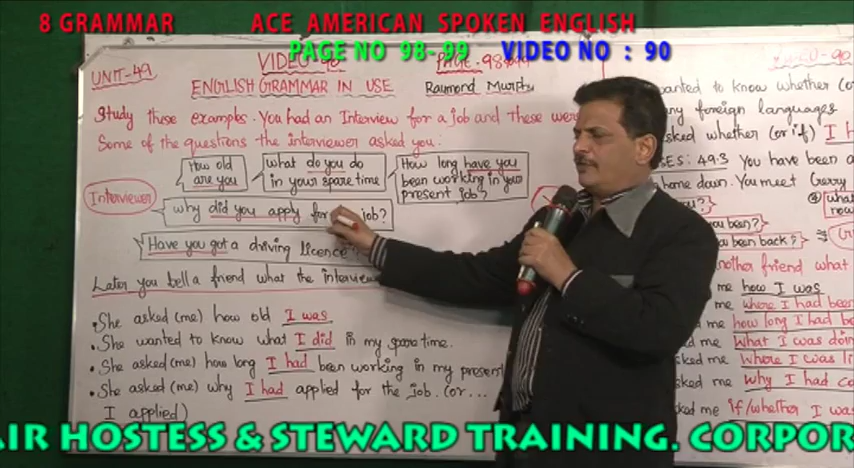 8 GRAMMAR ACE AMERICAN SPOKEN ENGLISH
PAGE NO 98-99 VIDEO NO : 90
UNIT-49
VIDEO-90
PAGE-98&99
ENGLISH GRAMMAR IN USE
Raymond Murphy
Study these examples. You had an Interview for a job and these were
Some of the questions the interviewer asked you:
How old
are you
what do you do
in your spare time
How long have you
been working in your
present job?
Interviewer
why did you apply for job?
Have you got a driving licence?
Later you tell a friend what the interviewer
• She asked (me) how old I was
• She wanted to know what I did in my spare time.
• She asked (me) how long I had been working in my present
• She asked (me) why I had applied for the job. (or ...
I applied)
wanted to know whether (or
foreign languages
asked whether (or if) I
49.3 You have been a
home down. You meet Gerry
you been?
you been back?
another friend what
me how I was
me where I had been
me how long I had be
me what I was doin
asked me where I was li
asked me why I had co
asked me if/whether I was
AIR HOSTESS & STEWARD TRAINING. CORPOR